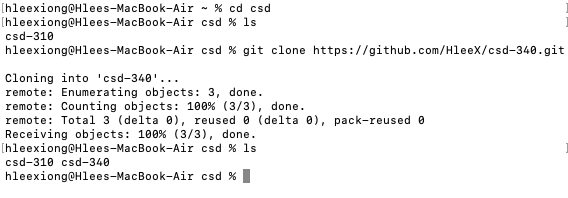 [hleexiong@Hlees-MacBook-Air ~ % cd csd ]
[hleexiong@Hlees-MacBook-Air csd % ls ]
csd-310
hleexiong@Hlees-MacBook-Air csd % git clone https://github.com/HleeX/csd-340.git
Cloning into 'csd-340'...
remote: Enumerating objects: 3, done.
remote: Counting objects: 100% (3/3), done.
remote: Total 3 (delta 0), reused 0 (delta 0), pack-reused 0
Receiving objects: 100% (3/3), done.
[hleexiong@Hlees-MacBook-Air csd % ls ]
csd-310 csd-340
hleexiong@Hlees-MacBook-Air csd %